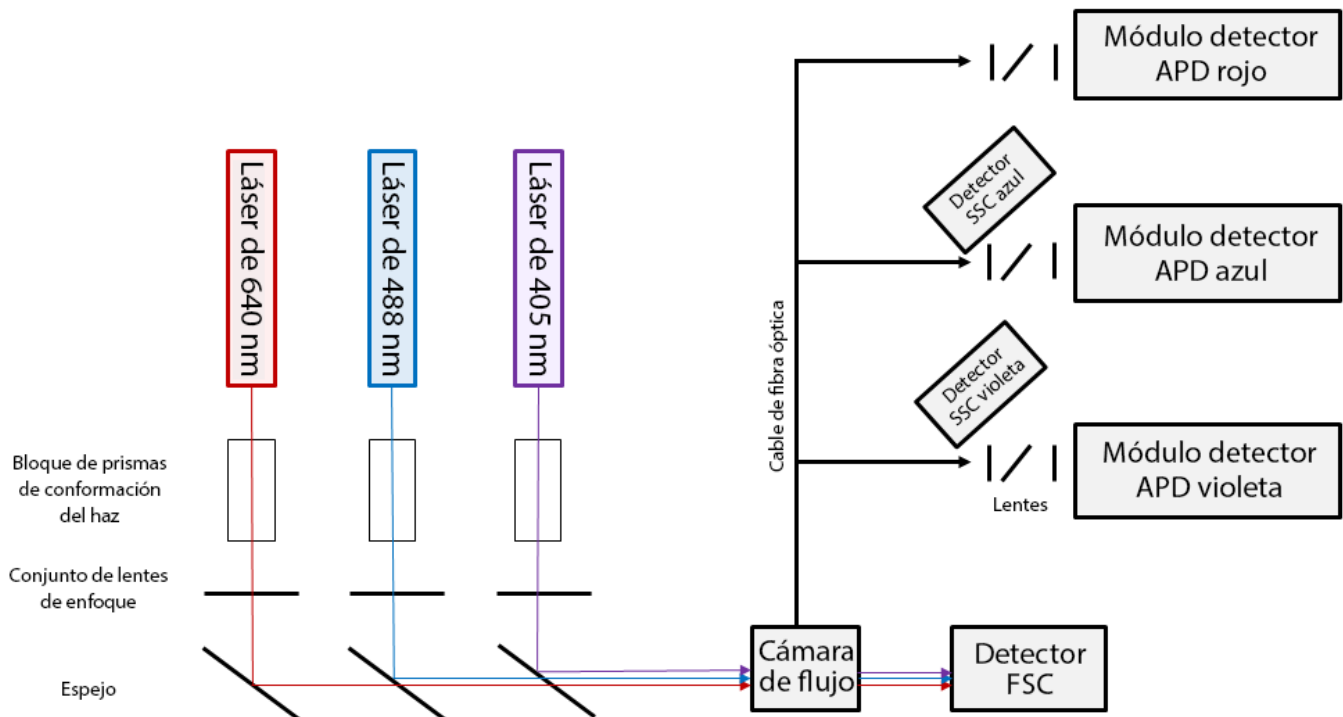 Módulo detector
APD rojo
Láser de 640 nm
Láser de 488 nm
Láser de 405 nm
Detector
SSC azul
Módulo detector
APD azul
Cable de fibra óptica
Detector
SSC violeta
Módulo detector
APD violeta
Bloque de prismas
de conformación
del haz
Lentes
Conjunto de lentes
de enfoque
Espejo
Cámara
de flujo
Detector
FSC